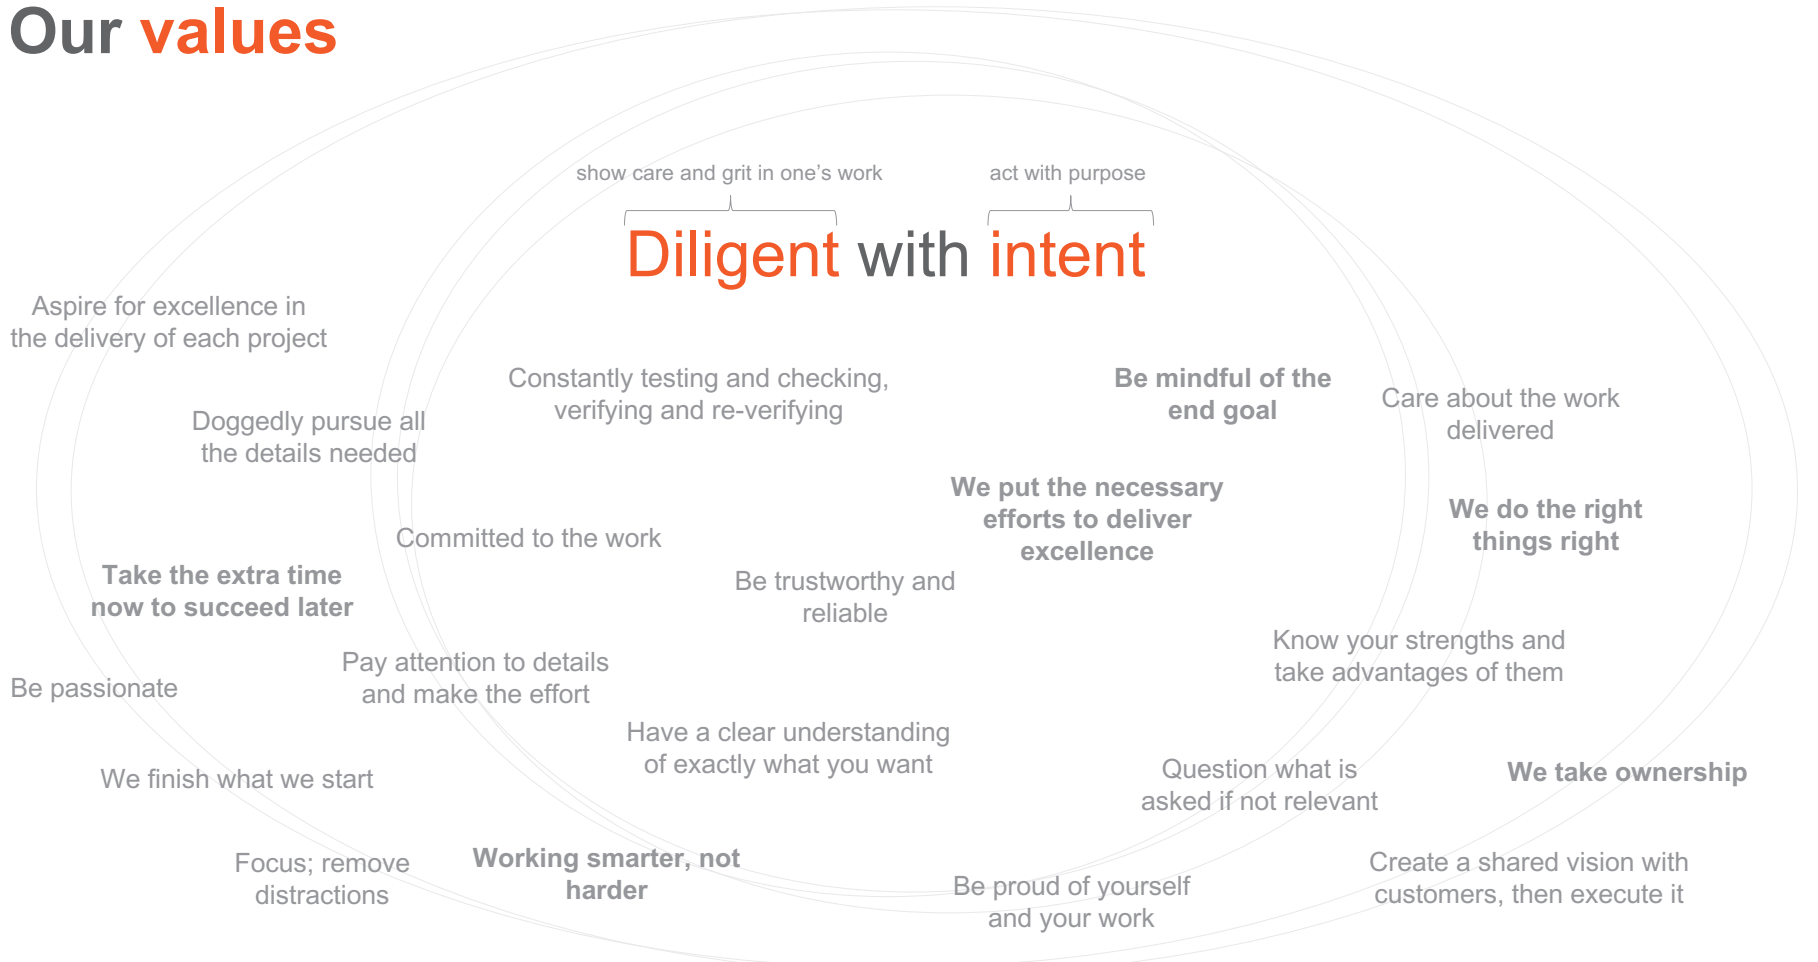 Our values
show care and grit in one’s work
act with purpose
Diligent with intent
Aspire for excellence in
the delivery of each project
Constantly testing and checking,
verifying and re-verifying
Be mindful of the
end goal
Care about the work
delivered
Doggedly pursue all
the details needed
We put the necessary
efforts to deliver
excellence
We do the right
things right
Committed to the work
Take the extra time
now to succeed later
Be trustworthy and
reliable
Know your strengths and
take advantages of them
Pay attention to details
and make the effort
Be passionate
Have a clear understanding
of exactly what you want
We finish what we start
Question what is
asked if not relevant
We take ownership
Focus; remove
distractions
Working smarter, not
harder
Be proud of yourself
and your work
Create a shared vision with
customers, then execute it